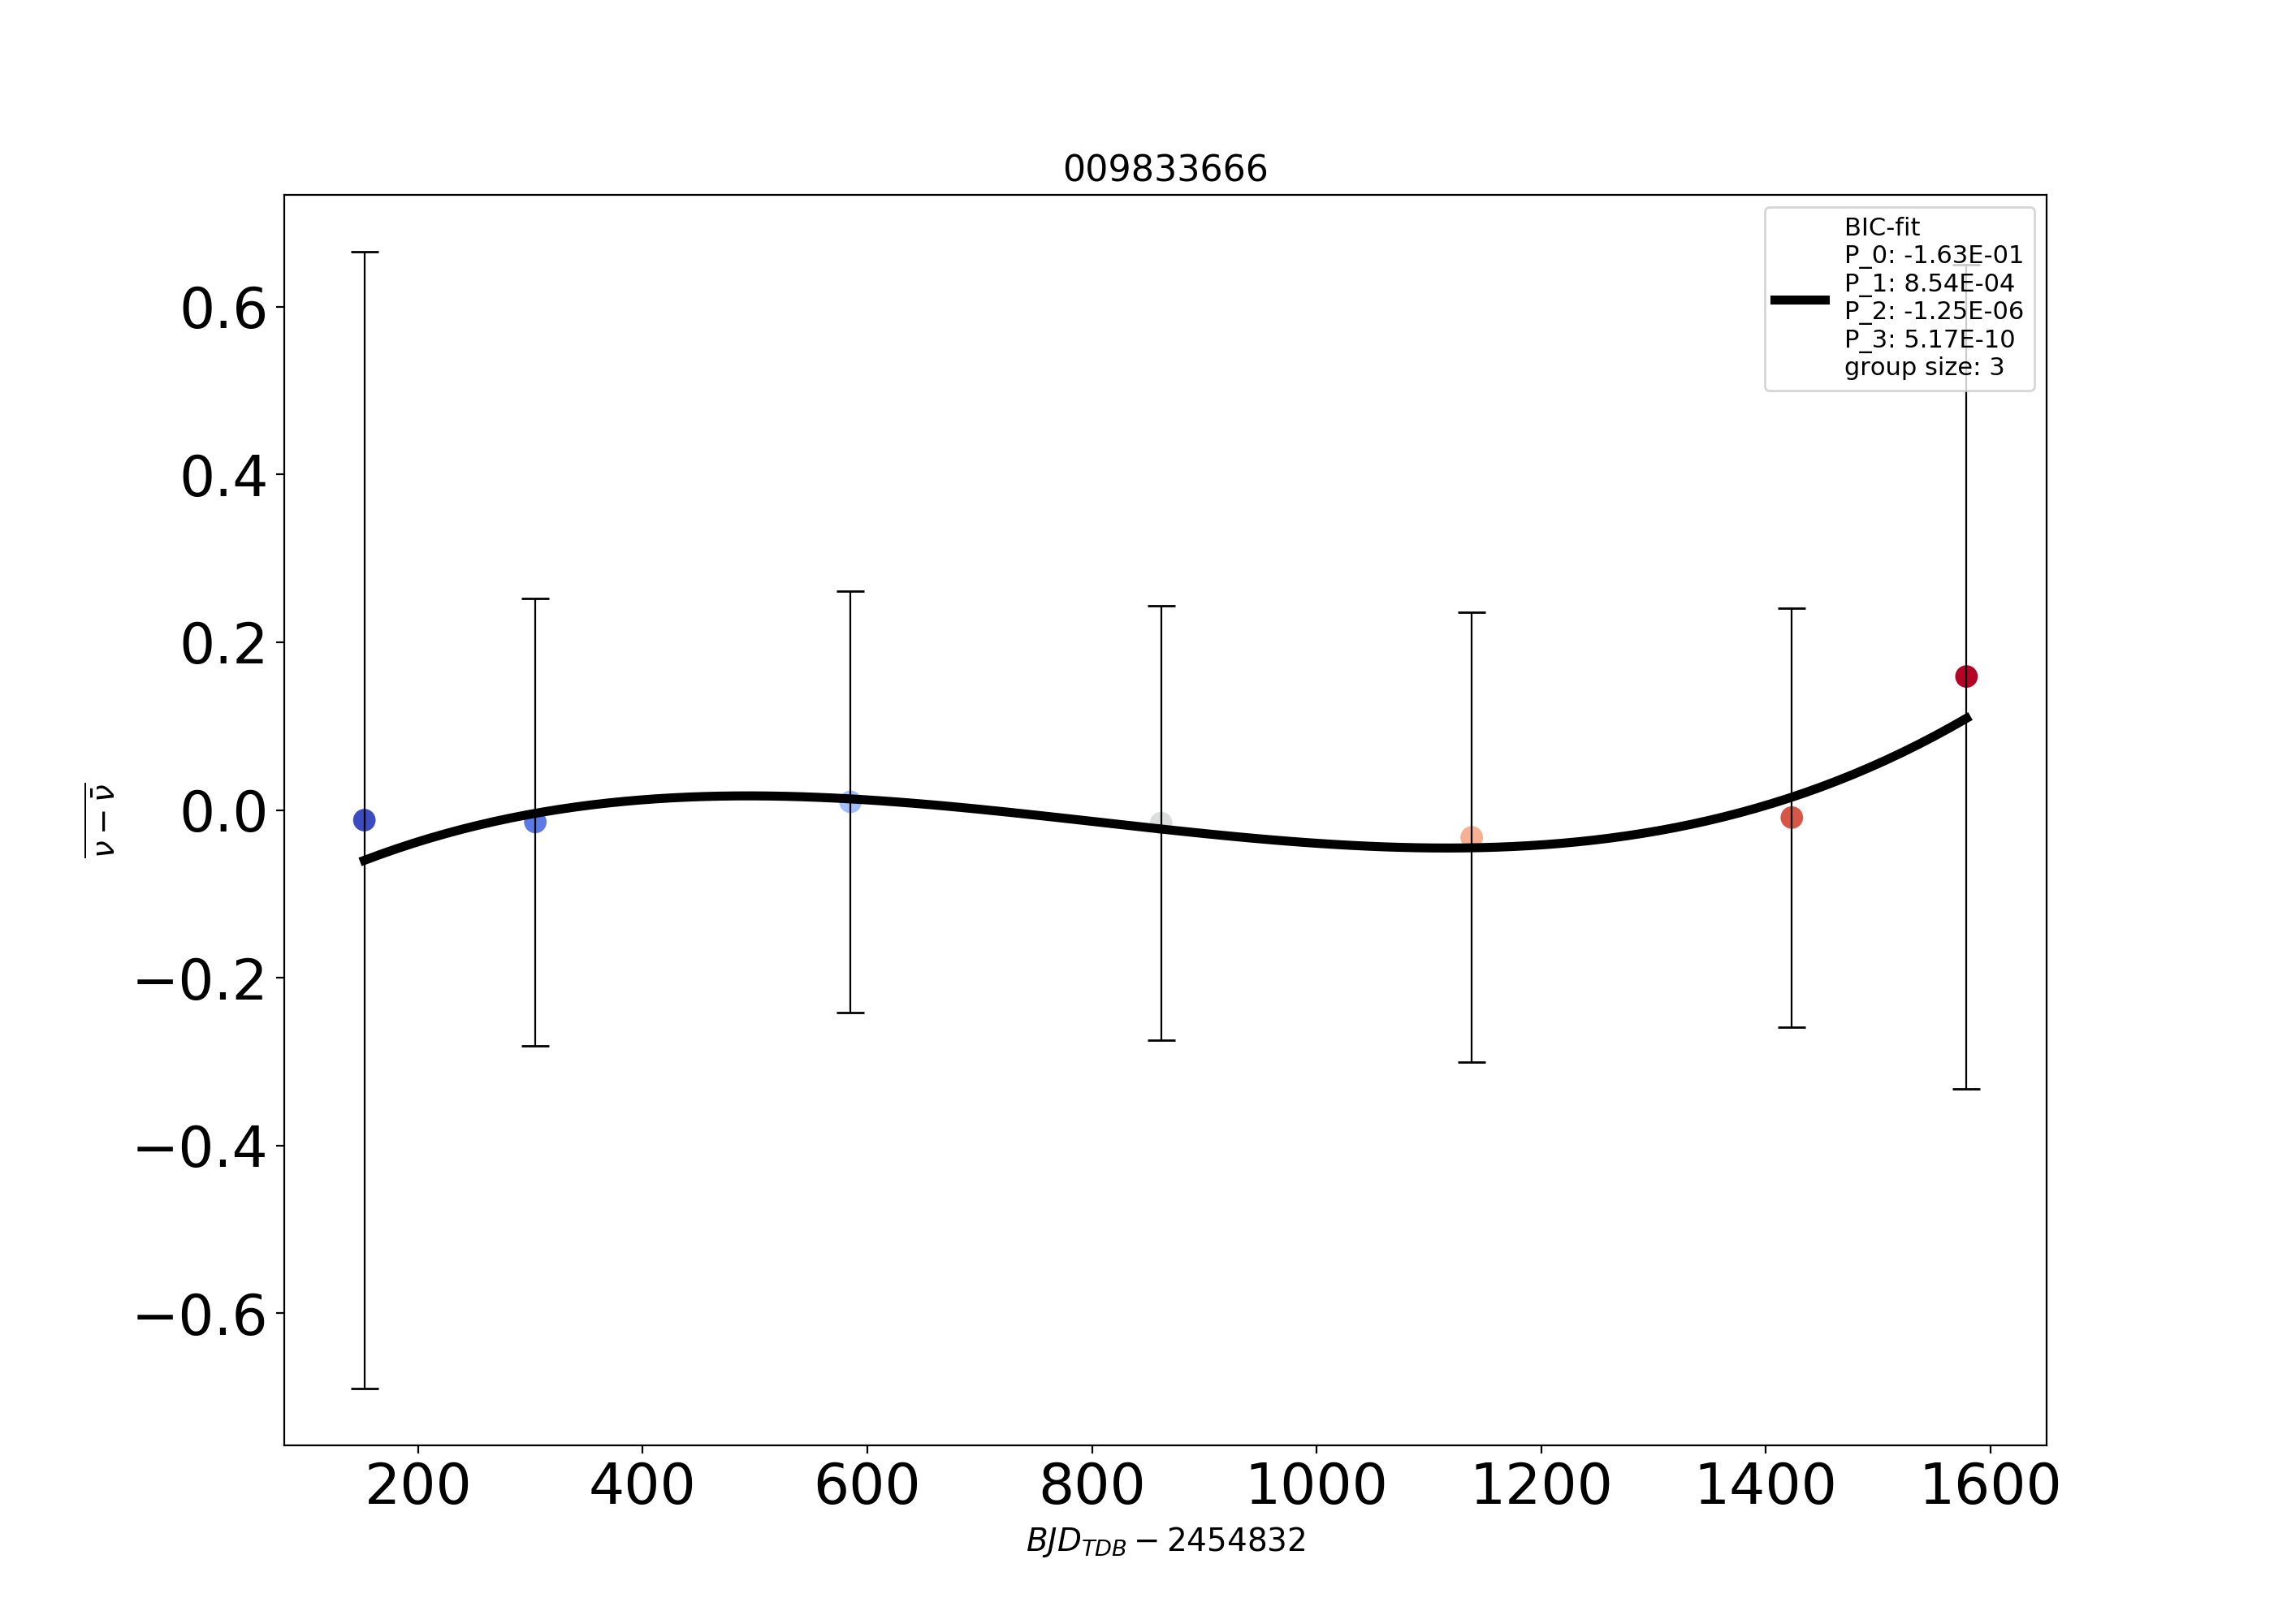 009833666
BIC-fit
P_0: -1.63E-01
P_1: 8.54E-04
P_2: -1.25E-06
P_3: 5.17E-10
group size: 3
0.6
0.4
0.2
0.0
−0.2
−0.4
−0.6
ν − ν̄
200 400 600 800 1000 1200 1400 1600
BJD_TDB − 2454832